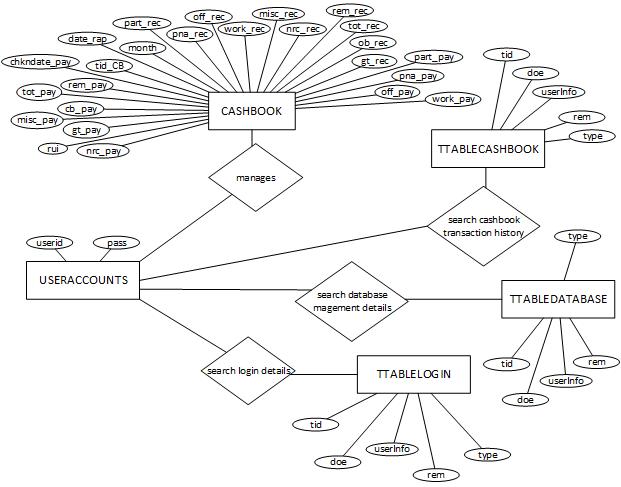 misc_rec
rem_rec
off_rec
part_rec
tot_rec
pna_rec
work_rec
nrc_rec
date_rap
month
ob_rec
chkndate_pay
tid_CB
gt_rec
part_pay
tot_pay
rem_pay
pna_pay
off_pay
work_pay
cb_pay
misc_pay
gt_pay
rui
nrc_pay
CASHBOOK
tid
doe
userInfo
rem
type
TTABLECASHBOOK
manages
search cashbook
transaction history
userid
pass
USERACCOUNTS
type
search database
magement details
TTABLEDATABASE
tid
doe
userInfo
rem
search login details
TTABLELOGIN
tid
doe
userInfo
rem
type